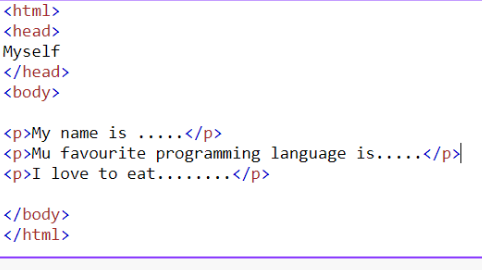 <html>
<head>
Myself
</head>
<body>
<p>My name is .....</p>
<p>Mu favourite programming language is.....</p>
<p>I love to eat........</p>
</body>
</html>